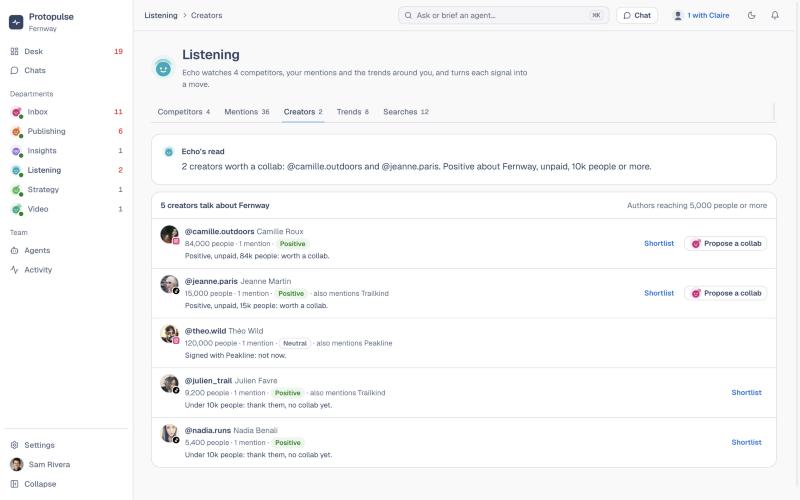 Protopulse
Fernway
Desk 19
Chats
Departments
Inbox 11
Publishing 6
Insights 1
Listening 2
Strategy 1
Video 1
Team
Agents
Activity
Settings
Sam Rivera
Collapse
Listening > Creators
Ask or brief an agent... ⌘K
Chat
1 with Claire
Listening
Echo watches 4 competitors, your mentions and the trends around you, and turns each signal into
a move.
Competitors 4 Mentions 36 Creators 2 Trends 8 Searches 12
Echo's read
2 creators worth a collab: @camille.outdoors and @jeanne.paris. Positive about Fernway, unpaid, 10k people or more.
5 creators talk about Fernway Authors reaching 5,000 people or more
@camille.outdoors Camille Roux
84,000 people · 1 mention · Positive
Positive, unpaid, 84k people: worth a collab.
Shortlist Propose a collab
@jeanne.paris Jeanne Martin
15,000 people · 1 mention · Positive · also mentions Trailkind
Positive, unpaid, 15k people: worth a collab.
Shortlist Propose a collab
@theo.wild Théo Wild
120,000 people · 1 mention · Neutral · also mentions Peakline
Signed with Peakline: not now.
@julien_trail Julien Favre
9,200 people · 1 mention · Positive · also mentions Trailkind
Under 10k people: thank them, no collab yet.
Shortlist
@nadia.runs Nadia Benali
5,400 people · 1 mention · Positive
Under 10k people: thank them, no collab yet.
Shortlist